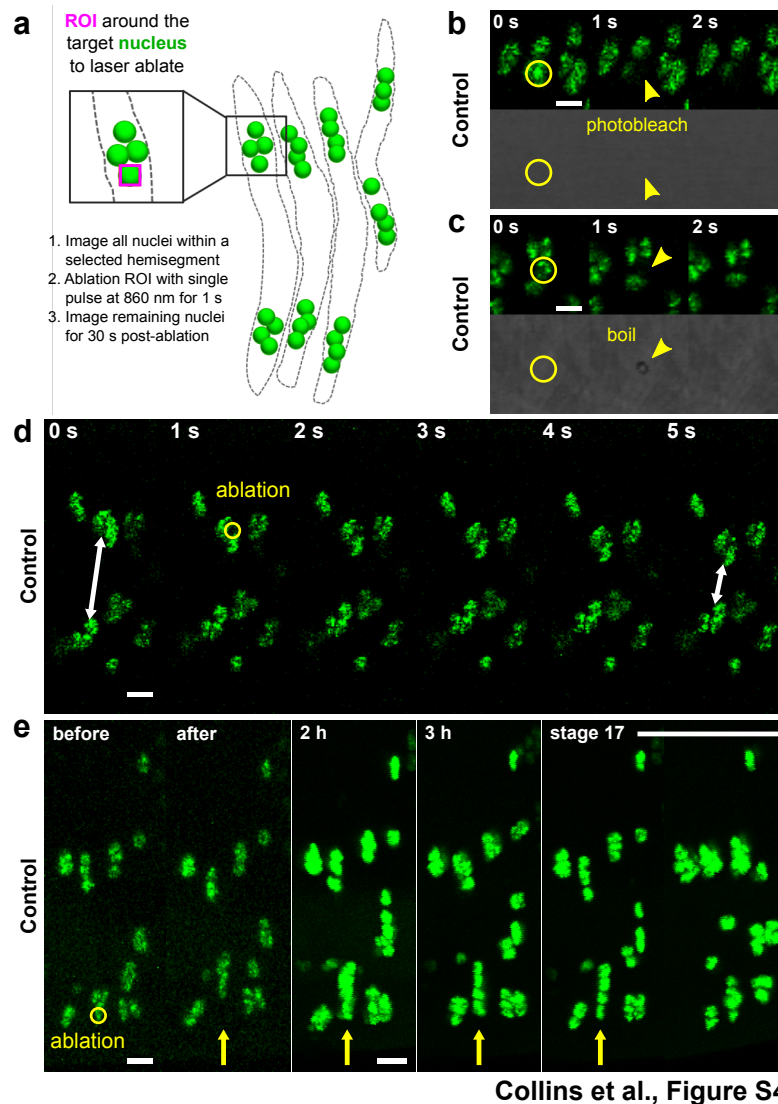 a
ROI around the
target nucleus
to laser ablate
1. Image all nuclei within a
selected hemisegment
2. Ablation ROI with single
pulse at 860 nm for 1 s
3. Image remaining nuclei
for 30 s post-ablation
b
0 s 1 s 2 s
Control
photobleach
c
0 s 1 s 2 s
Control
boil
d
0 s 1 s 2 s 3 s 4 s 5 s
ablation
Control
e
before after 2 h 3 h stage 17
Control
ablation
Collins et al., Figure S4